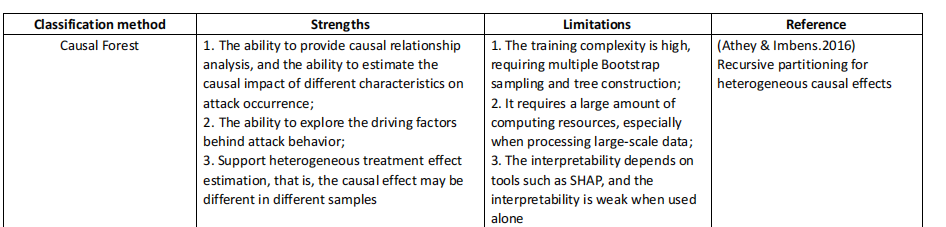 Classification method Strengths Limitations Reference
Causal Forest
1. The ability to provide causal relationship
analysis, and the ability to estimate the
causal impact of different characteristics on
attack occurrence;
2. The ability to explore the driving factors
behind attack behavior;
3. Support heterogeneous treatment effect
estimation, that is, the causal effect may be
different in different samples
1. The training complexity is high,
requiring multiple Bootstrap
sampling and tree construction;
2. It requires a large amount of
computing resources, especially
when processing large-scale data;
3. The interpretability depends on
tools such as SHAP, and the
interpretability is weak when used
alone
(Athey & Imbens.2016)
Recursive partitioning for
heterogeneous causal effects